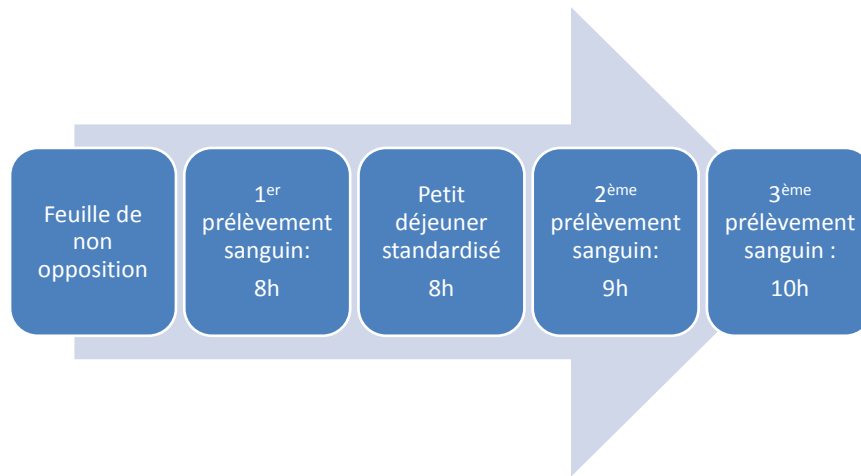 Feuille de
non
opposition
1er
prélèvement
sanguin:
8h
Petit
déjeuner
standardisé
8h
2ème
prélèvement
sanguin:
9h
3ème
prélèvement
sanguin :
10h